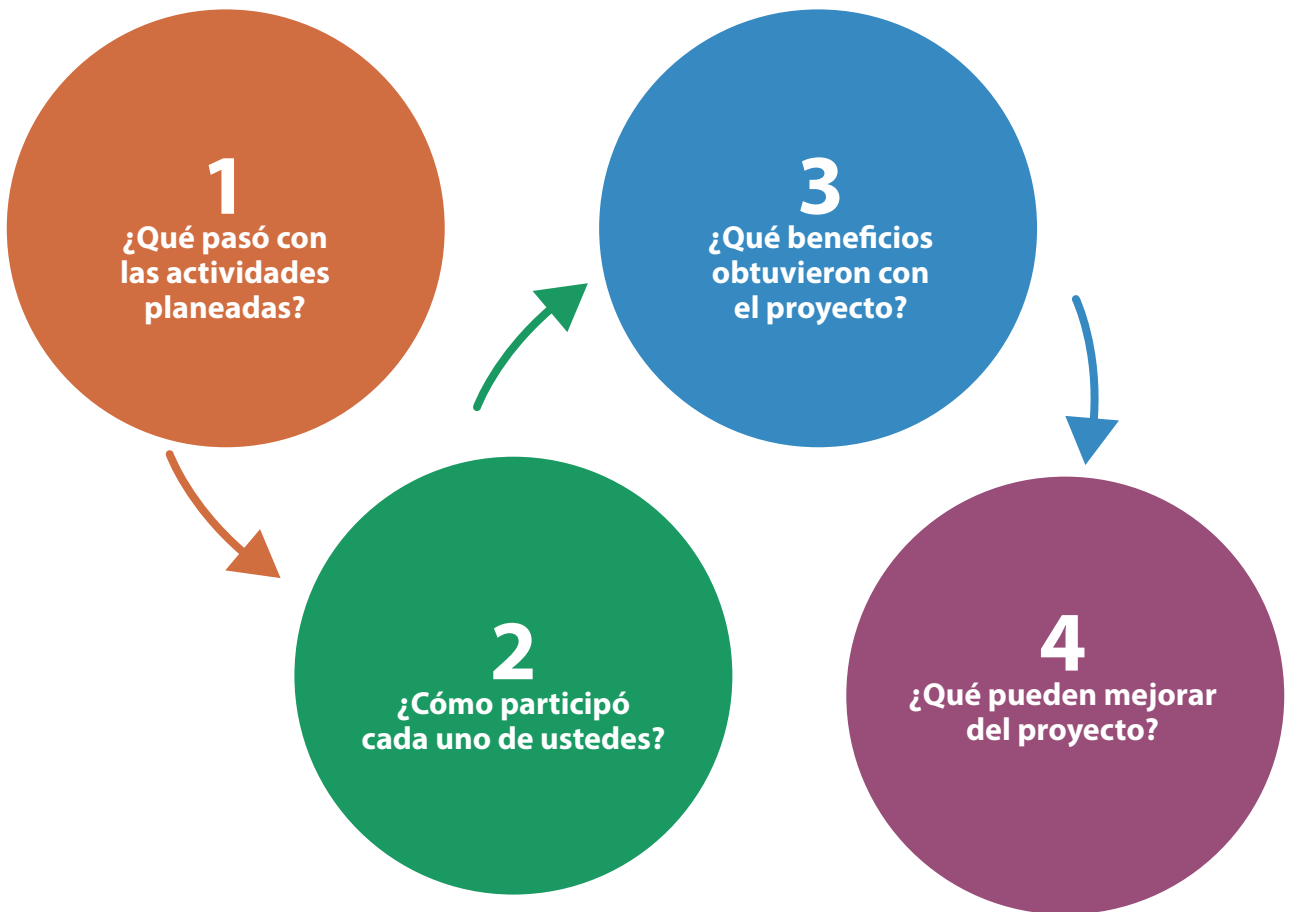 1
¿Qué pasó con
las actividades
planeadas?
2
¿Cómo participó
cada uno de ustedes?
3
¿Qué beneficios
obtuvieron con
el proyecto?
4
¿Qué pueden mejorar
del proyecto?